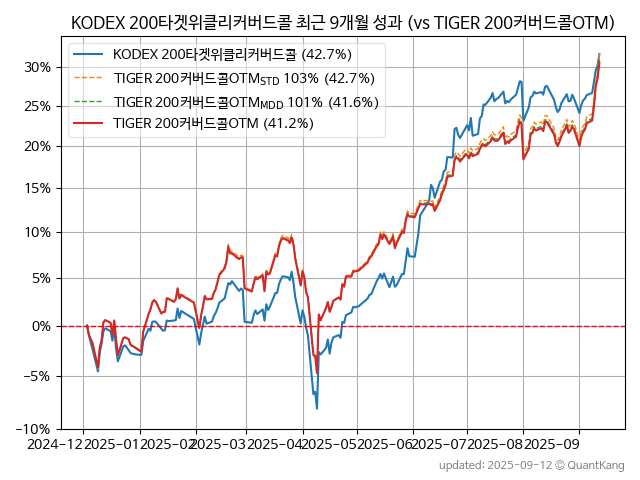 KODEX 200타겟위클리커버드콜 최근 9개월 성과 (vs TIGER 200커버드콜OTM)
KODEX 200타겟위클리커버드콜 (42.7%)
TIGER 200커버드콜OTM_STD 103% (42.7%)
TIGER 200커버드콜OTM_MDD 101% (41.6%)
TIGER 200커버드콜OTM (41.2%)
30%
25%
20%
15%
10%
5%
0%
−5%
−10%
2024-12 2025-01 2025-02 2025-03 2025-04 2025-05 2025-06 2025-07 2025-08 2025-09
updated: 2025-09-12 © QuantKang